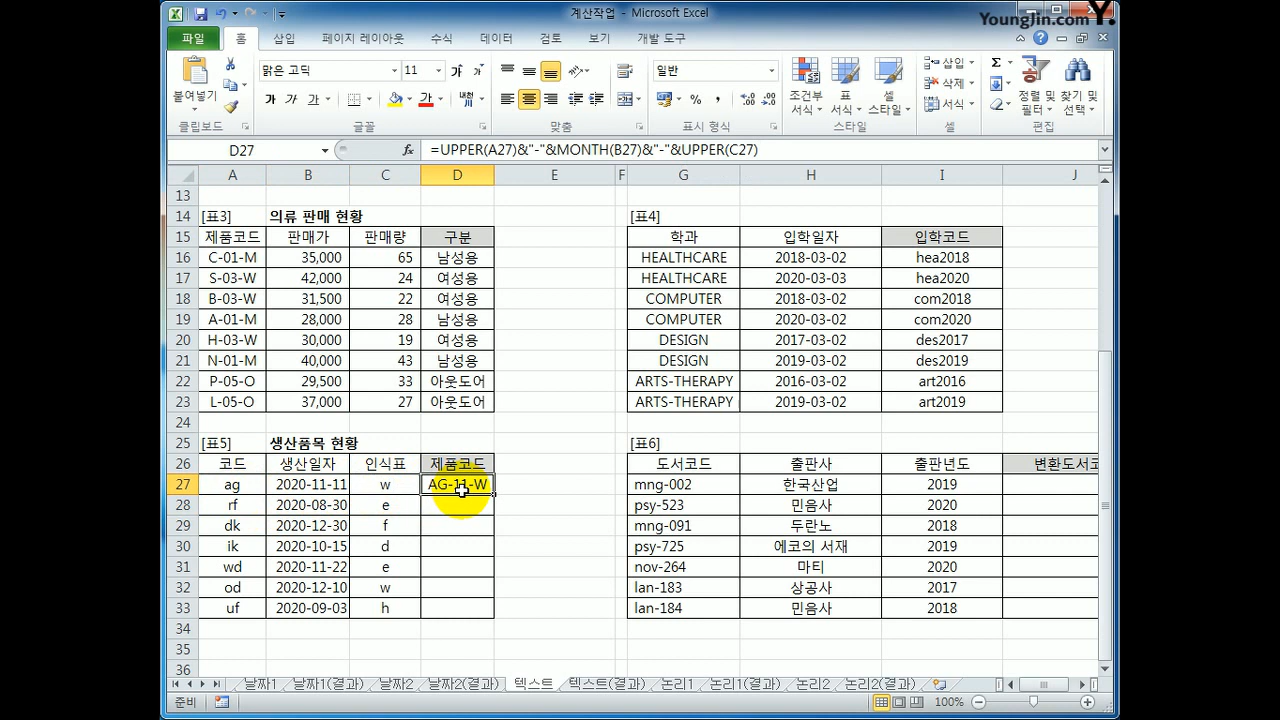 계산작업 - Microsoft Excel
YoungJin.com Y.
파일 홈 삽입 페이지 레이아웃 수식 데이터 검토 보기 개발 도구
붙여넣기
맑은 고딕 11
가 가 가 가 가 가 내천
일반
% ,
조건부 서식 표 서식 셀 스타일
삽입 삭제 서식
Σ
정렬 및 필터 찾기 및 선택
클립보드 글꼴 맞춤 표시 형식 스타일 셀 편집
D27 fx =UPPER(A27)&"-"&MONTH(B27)&"-"&UPPER(C27)
A B C D E F G H I J
13
14 [표3] 의류 판매 현황 [표4]
15 제품코드 판매가 판매량 구분 학과 입학일자 입학코드
16 C-01-M 35,000 65 남성용 HEALTHCARE 2018-03-02 hea2018
17 S-03-W 42,000 24 여성용 HEALTHCARE 2020-03-03 hea2020
18 B-03-W 31,500 22 여성용 COMPUTER 2018-03-02 com2018
19 A-01-M 28,000 28 남성용 COMPUTER 2020-03-02 com2020
20 H-03-W 30,000 19 여성용 DESIGN 2017-03-02 des2017
21 N-01-M 40,000 43 남성용 DESIGN 2019-03-02 des2019
22 P-05-O 29,500 33 아웃도어 ARTS-THERAPY 2016-03-02 art2016
23 L-05-O 37,000 27 아웃도어 ARTS-THERAPY 2019-03-02 art2019
24
25 [표5] 생산품목 현황 [표6]
26 코드 생산일자 인식표 제품코드 도서코드 출판사 출판년도 변환도서코
27 ag 2020-11-11 w AG-11-W mng-002 한국산업 2019
28 rf 2020-08-30 e psy-523 민음사 2020
29 dk 2020-12-30 f mng-091 두란노 2018
30 ik 2020-10-15 d psy-725 에코의 서재 2019
31 wd 2020-11-22 e nov-264 마티 2020
32 od 2020-12-10 w lan-183 상공사 2017
33 uf 2020-09-03 h lan-184 민음사 2018
34
35
36
날짜1 날짜1(결과) 날짜2 날짜2(결과) 텍스트 텍스트(결과) 논리1 논리1(결과) 논리2 논리2(결과)
준비 100%